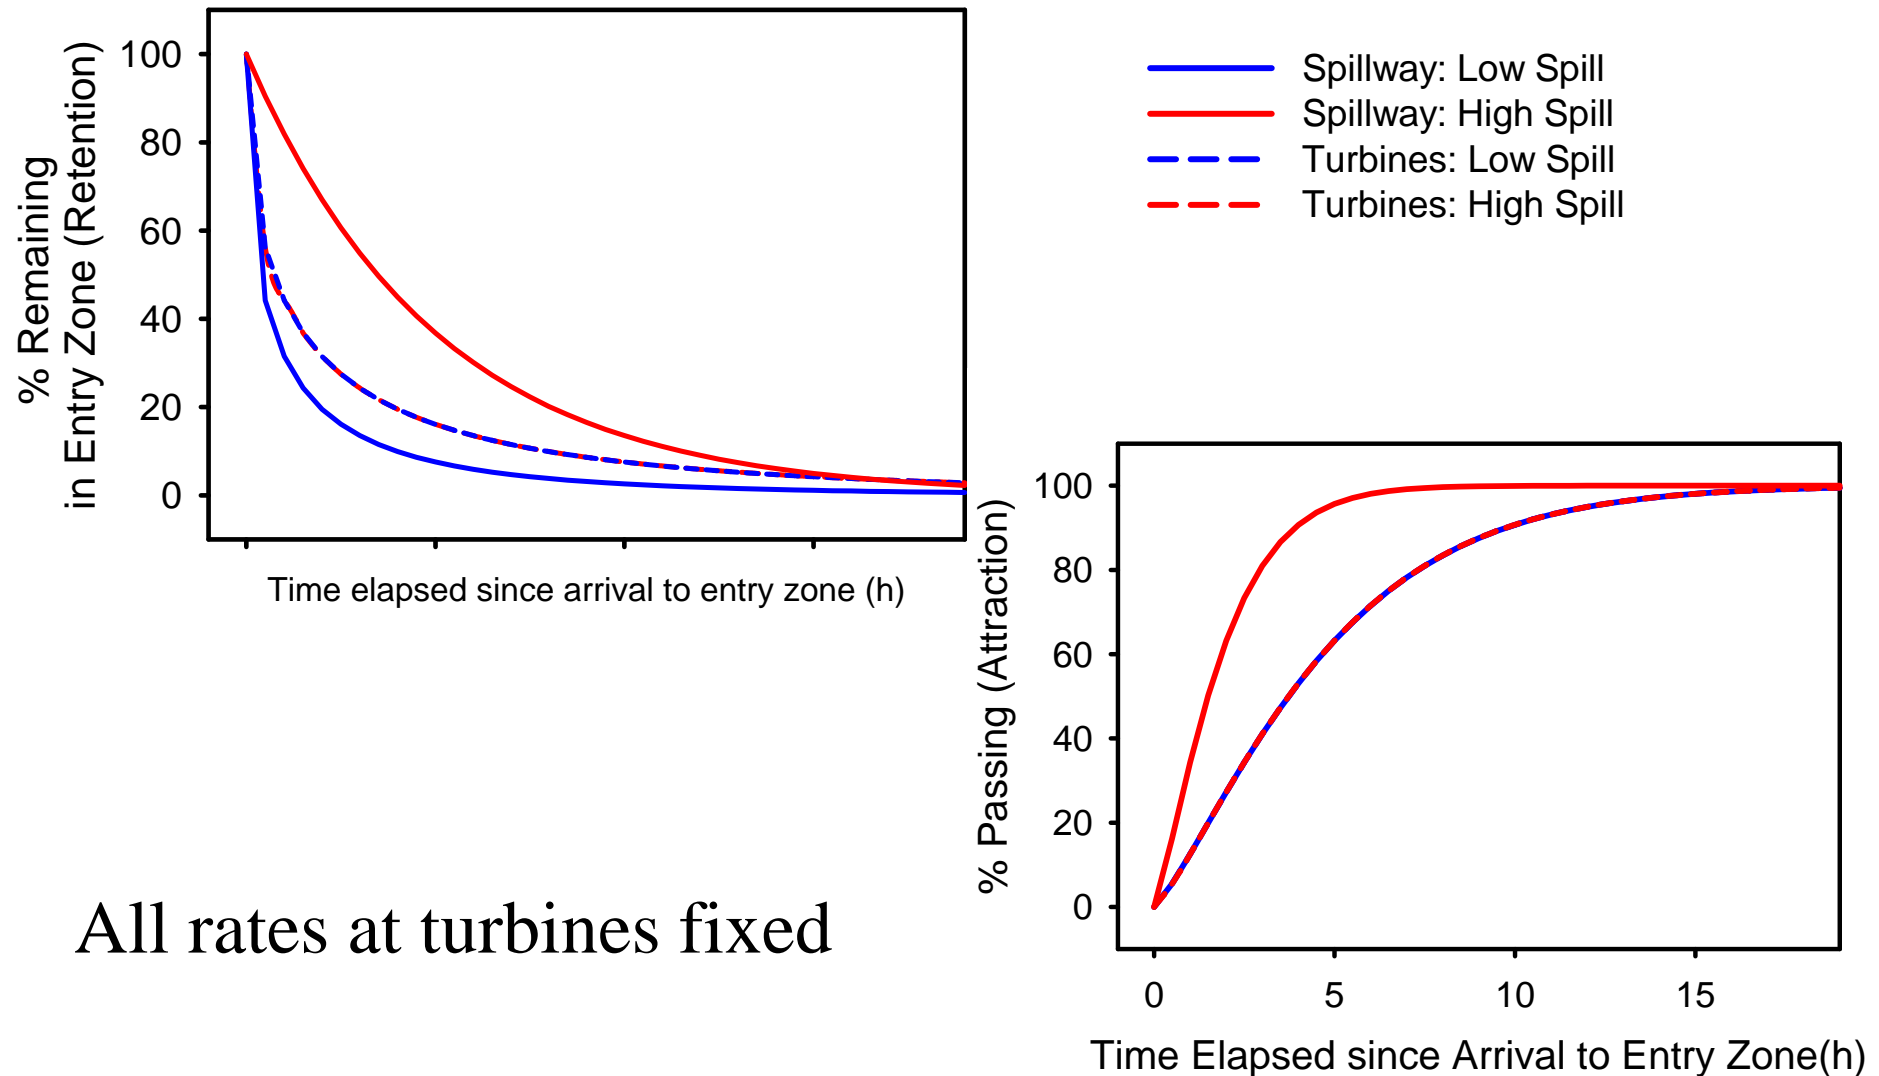 % Remaining
in Entry Zone (Retention)
100
80
60
40
20
0
Time elapsed since arrival to entry zone (h)
Spillway: Low Spill
Spillway: High Spill
Turbines: Low Spill
Turbines: High Spill
% Passing (Attraction)
100
80
60
40
20
0
0 5 10 15
Time Elapsed since Arrival to Entry Zone(h)
All rates at turbines fixed